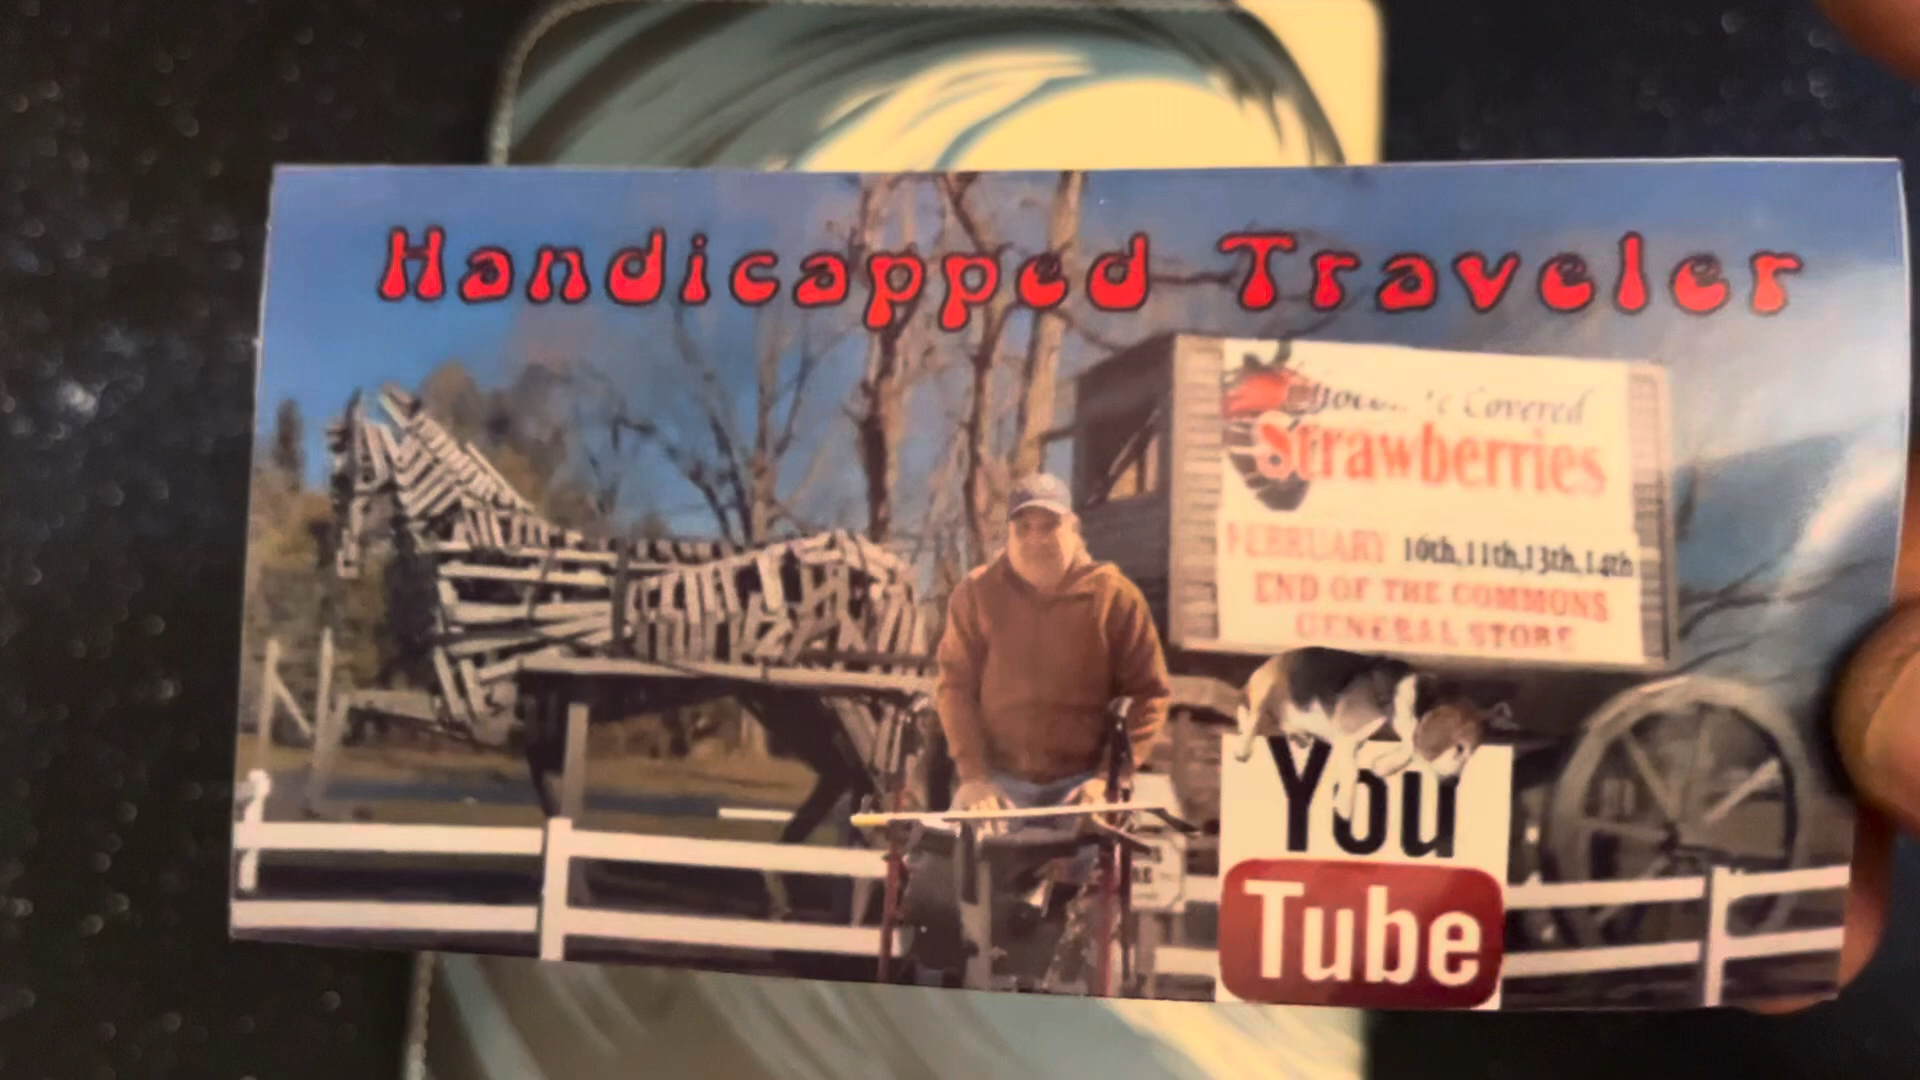 Handicapped Traveler
Covered
Strawberries
FEBRUARY 10th,11th,13th,14th
END OF THE COMMONS
GENERAL STORE
You
Tube